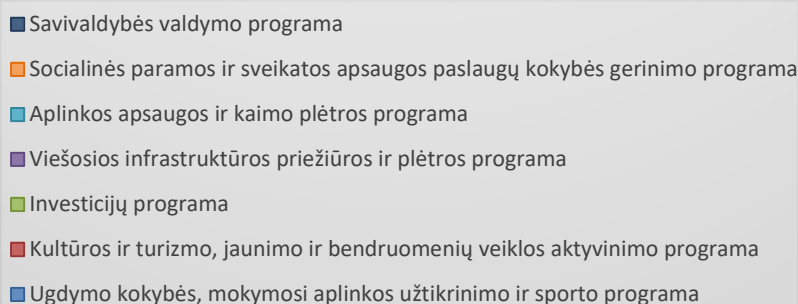 Savivaldybės valdymo programa
Socialinės paramos ir sveikatos apsaugos paslaugų kokybės gerinimo programa
Aplinkos apsaugos ir kaimo plėtros programa
Viešosios infrastruktūros priežiūros ir plėtros programa
Investicijų programa
Kultūros ir turizmo, jaunimo ir bendruomenių veiklos aktyvinimo programa
Ugdymo kokybės, mokymosi aplinkos užtikrinimo ir sporto programa